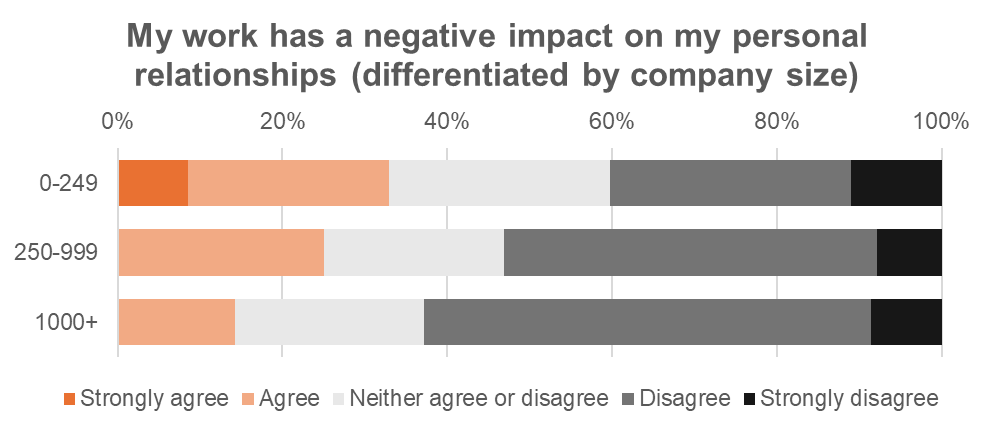 My work has a negative impact on my personal
relationships (differentiated by company size)
0% 20% 40% 60% 80% 100%
0-249
250-999
1000+
Strongly agree Agree Neither agree or disagree Disagree Strongly disagree